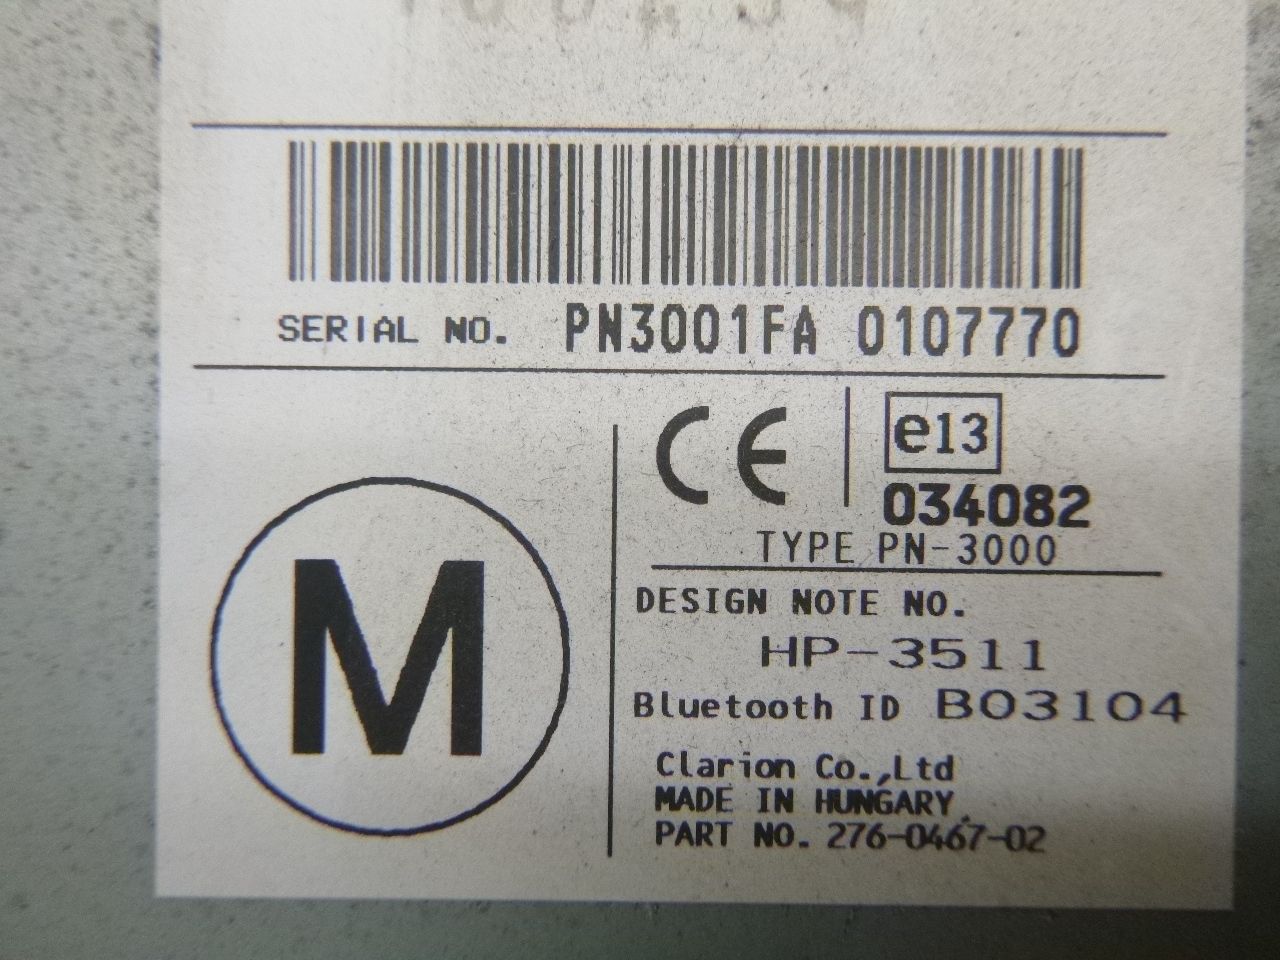 SERIAL NO. PN3001FA 0107770
CE
e13
034082
TYPE PN-3000
M
DESIGN NOTE NO.
HP-3511
Bluetooth ID B03104
Clarion Co.,Ltd
MADE IN HUNGARY.
PART NO. 276-0467-02